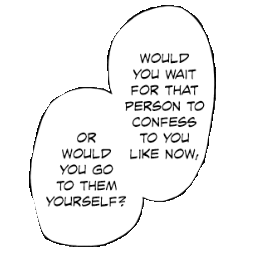 WOULD
YOU WAIT
FOR THAT
PERSON TO
CONFESS
TO YOU
LIKE NOW,
OR
WOULD
YOU GO
TO THEM
YOURSELF?